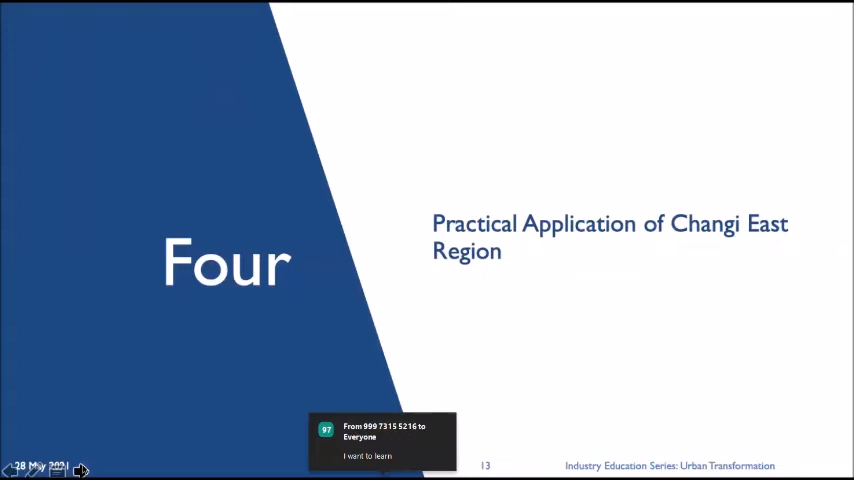 Practical Application of Changi East
Region
Four
97
From 999 7315 5216 to
Everyone
I want to learn
28 May 2021
13
Industry Education Series: Urban Transformation